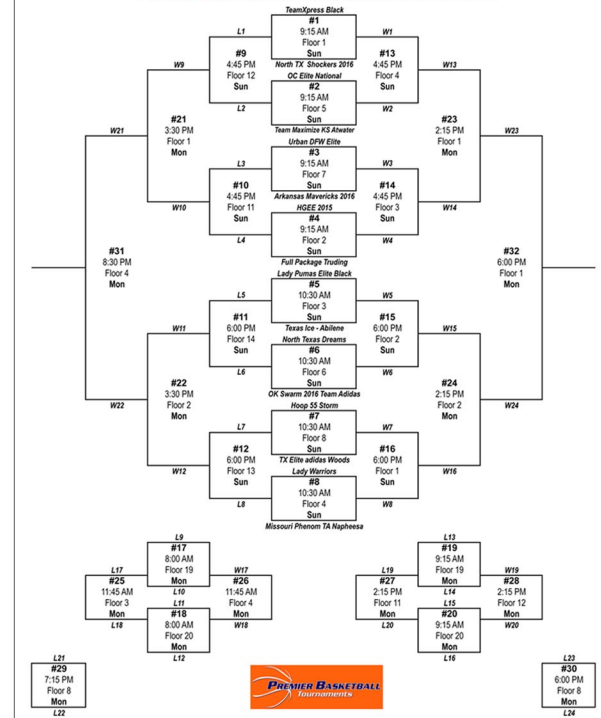 TeamXpress Black
L1
#1
W1
9:15 AM
Floor 1
Sun
North TX Shockers 2016
W9
#9
4:45 PM
Floor 12
Sun
#13
4:45 PM
Floor 4
Sun
W13
OC Elite National
#2
9:15 AM
Floor 5
Sun
L2
W2
Team Maximize KS Atwater
#21
3:30 PM
Floor 1
Mon
#23
2:15 PM
Floor 1
Mon
W21
W23
Urban DFW Elite
L3
#3
W3
9:15 AM
Floor 7
Sun
Arkansas Mavericks 2016
#10
4:45 PM
Floor 11
Sun
#14
4:45 PM
Floor 3
Sun
W10
W14
HGEE 2015
#4
9:15 AM
Floor 2
Sun
L4
W4
Full Package Truding
#31
8:30 PM
Floor 4
Mon
#32
6:00 PM
Floor 1
Mon
Lady Pumas Elite Black
L5
#5
W5
10:30 AM
Floor 3
Sun
Texas Ice - Abilene
W11
#11
6:00 PM
Floor 14
Sun
#15
6:00 PM
Floor 2
Sun
W15
North Texas Dreams
#6
10:30 AM
Floor 6
Sun
L6
W6
OK Swarm 2016 Team Adidas
#22
3:30 PM
Floor 2
Mon
#24
2:15 PM
Floor 2
Mon
W22
W24
Hoop 55 Storm
L7
#7
W7
10:30 AM
Floor 8
Sun
TX Elite adidas Woods
#12
6:00 PM
Floor 13
Sun
#16
6:00 PM
Floor 1
Sun
W12
W16
Lady Warriors
#8
10:30 AM
Floor 4
Sun
L8
W8
Missouri Phenom TA Napheesa
L9
#17
8:00 AM
Floor 19
Mon
L10
L17
#25
11:45 AM
Floor 3
Mon
L18
W17
#26
11:45 AM
Floor 4
Mon
W18
L11
#18
8:00 AM
Floor 20
Mon
L12
L13
#19
9:15 AM
Floor 19
Mon
L14
L19
#27
2:15 PM
Floor 11
Mon
L20
W19
#28
2:15 PM
Floor 12
Mon
W20
L15
#20
9:15 AM
Floor 20
Mon
L16
L21
#29
7:15 PM
Floor 8
Mon
L22
PREMIER BASKETBALL
Tournaments
L23
#30
6:00 PM
Floor 8
Mon
L24